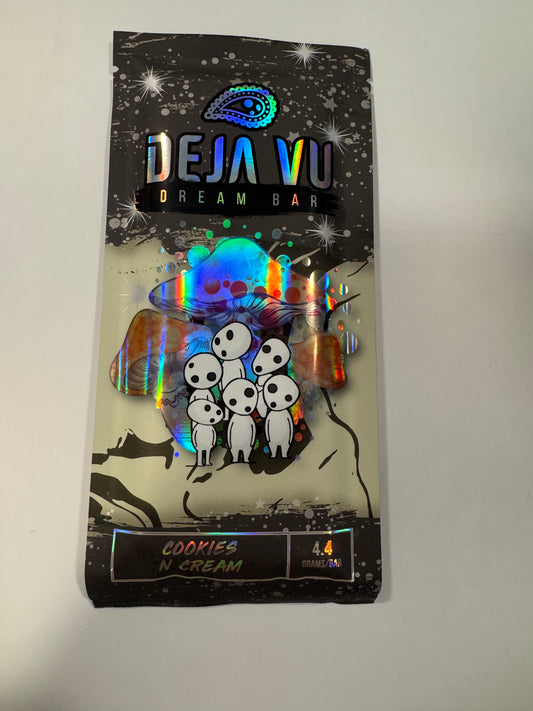 DEJA VU
DREAM BAR
COOKIES
N CREAM
4.4
GRAMS/BAR